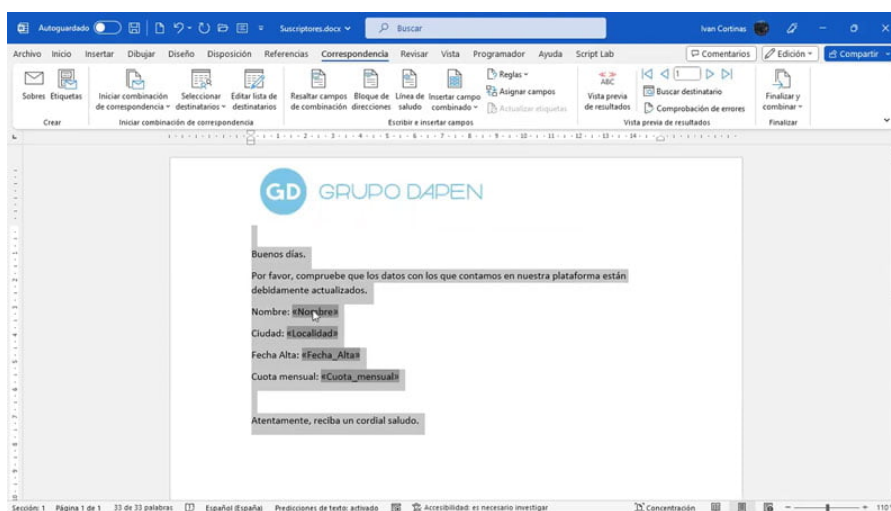 Autoguardado Suscriptores.docx Buscar Ivan Cortinas
Archivo Inicio Insertar Dibujar Diseño Disposición Referencias Correspondencia Revisar Vista Programador Ayuda Script Lab Comentarios Edición Compartir
Sobres Etiquetas
Crear
Iniciar combinación de correspondencia
Seleccionar destinatarios
Editar lista de destinatarios
Iniciar combinación de correspondencia
Resaltar campos de combinación
Bloque de direcciones
Línea de saludo
Insertar campo combinado
Reglas
Asignar campos
Actualizar etiquetas
Escribir e insertar campos
ABC
Vista previa de resultados
1
Buscar destinatario
Comprobación de errores
Vista previa de resultados
Finalizar y combinar
Finalizar
GD GRUPO DAPEN
Buenos días.
Por favor, compruebe que los datos con los que contamos en nuestra plataforma están
debidamente actualizados.
Nombre: «Nombre»
Ciudad: «Localidad»
Fecha Alta: «Fecha_Alta»
Cuota mensual: «Cuota_mensual»
Atentamente, reciba un cordial saludo.
Sección: 1 Página 1 de 1 33 de 33 palabras Español (España) Predicciones de texto: activado Accesibilidad: es necesario investigar Concentración 110